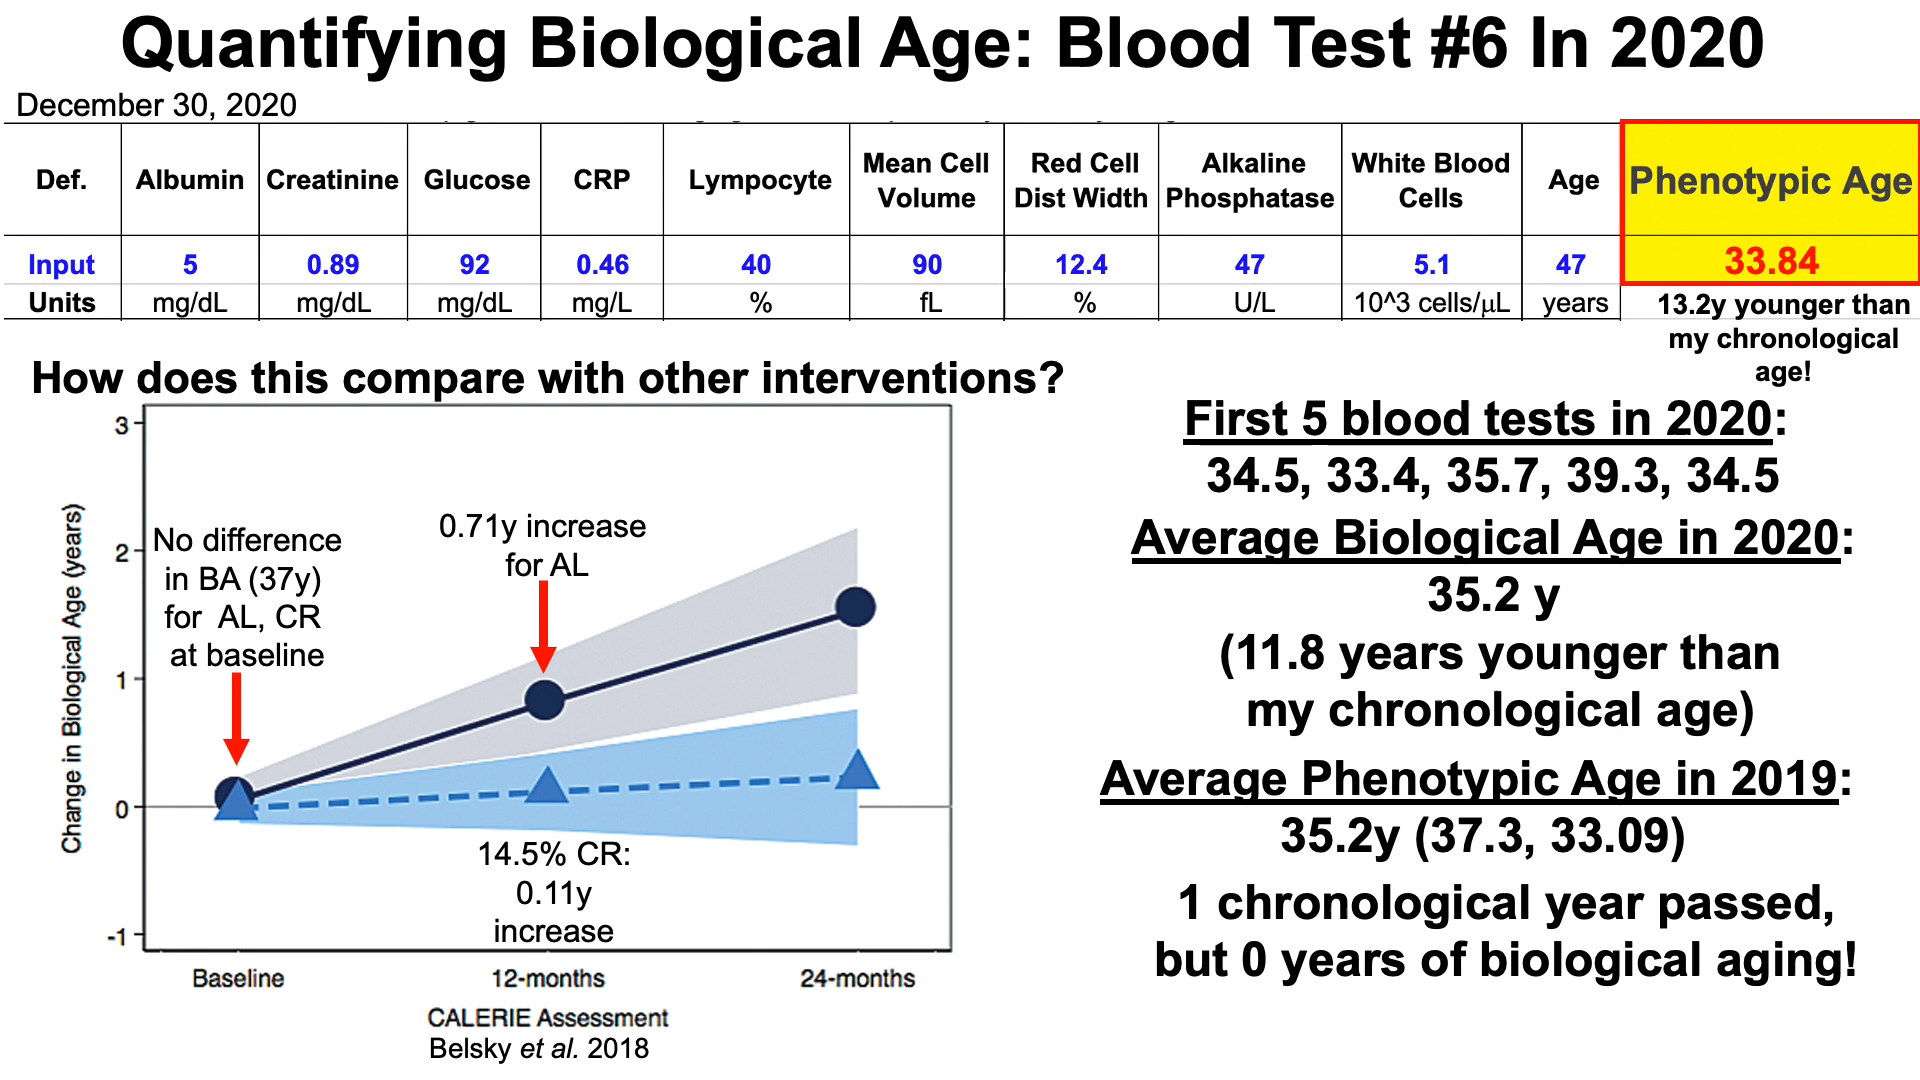 Quantifying Biological Age: Blood Test #6 In 2020
December 30, 2020
Def. Albumin Creatinine Glucose CRP Lympocyte Mean Cell Volume Red Cell Dist Width Alkaline Phosphatase White Blood Cells Age Phenotypic Age
Input 5 0.89 92 0.46 40 90 12.4 47 5.1 47 33.84
Units mg/dL mg/dL mg/dL mg/L % fL % U/L 10^3 cells/µL years
13.2y younger than
my chronological
age!
How does this compare with other interventions?
3
2
1
0
-1
Change in Biological Age (years)
No difference
in BA (37y)
for AL, CR
at baseline
0.71y increase
for AL
14.5% CR:
0.11y
increase
Baseline 12-months 24-months
CALERIE Assessment
Belsky et al. 2018
First 5 blood tests in 2020:
34.5, 33.4, 35.7, 39.3, 34.5
Average Biological Age in 2020:
35.2 y
(11.8 years younger than
my chronological age)
Average Phenotypic Age in 2019:
35.2y (37.3, 33.09)
1 chronological year passed,
but 0 years of biological aging!